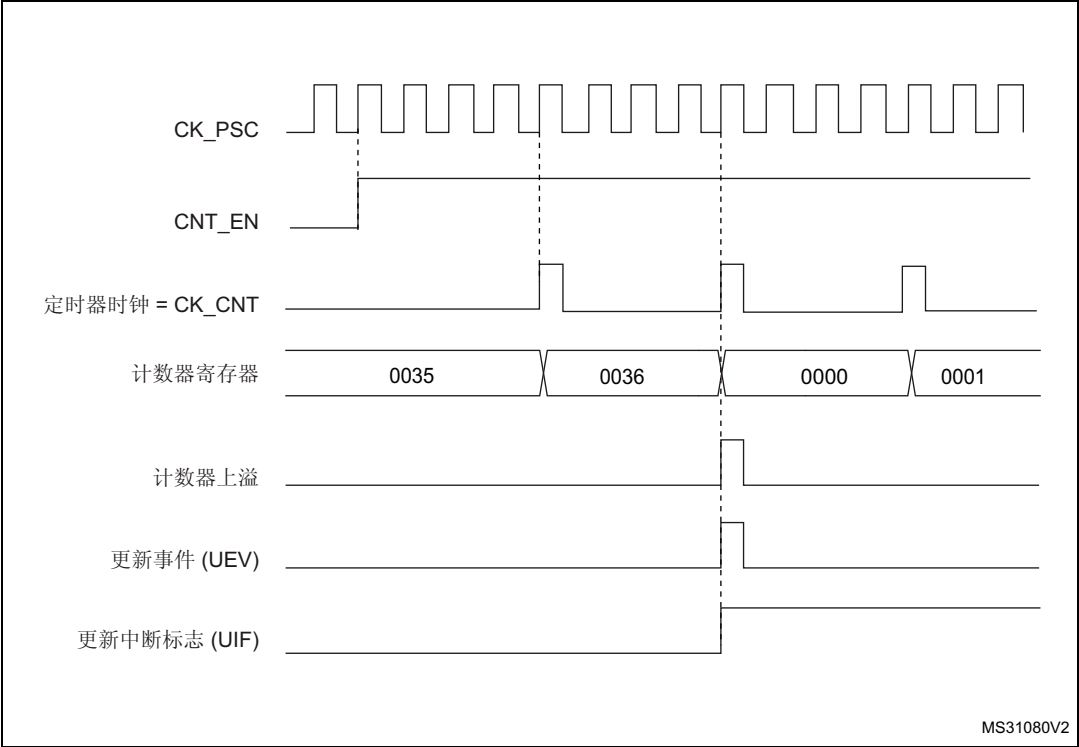 CK_PSC
CNT_EN
定时器时钟 = CK_CNT
计数器寄存器 0035 0036 0000 0001
计数器上溢
更新事件 (UEV)
更新中断标志 (UIF)
MS31080V2